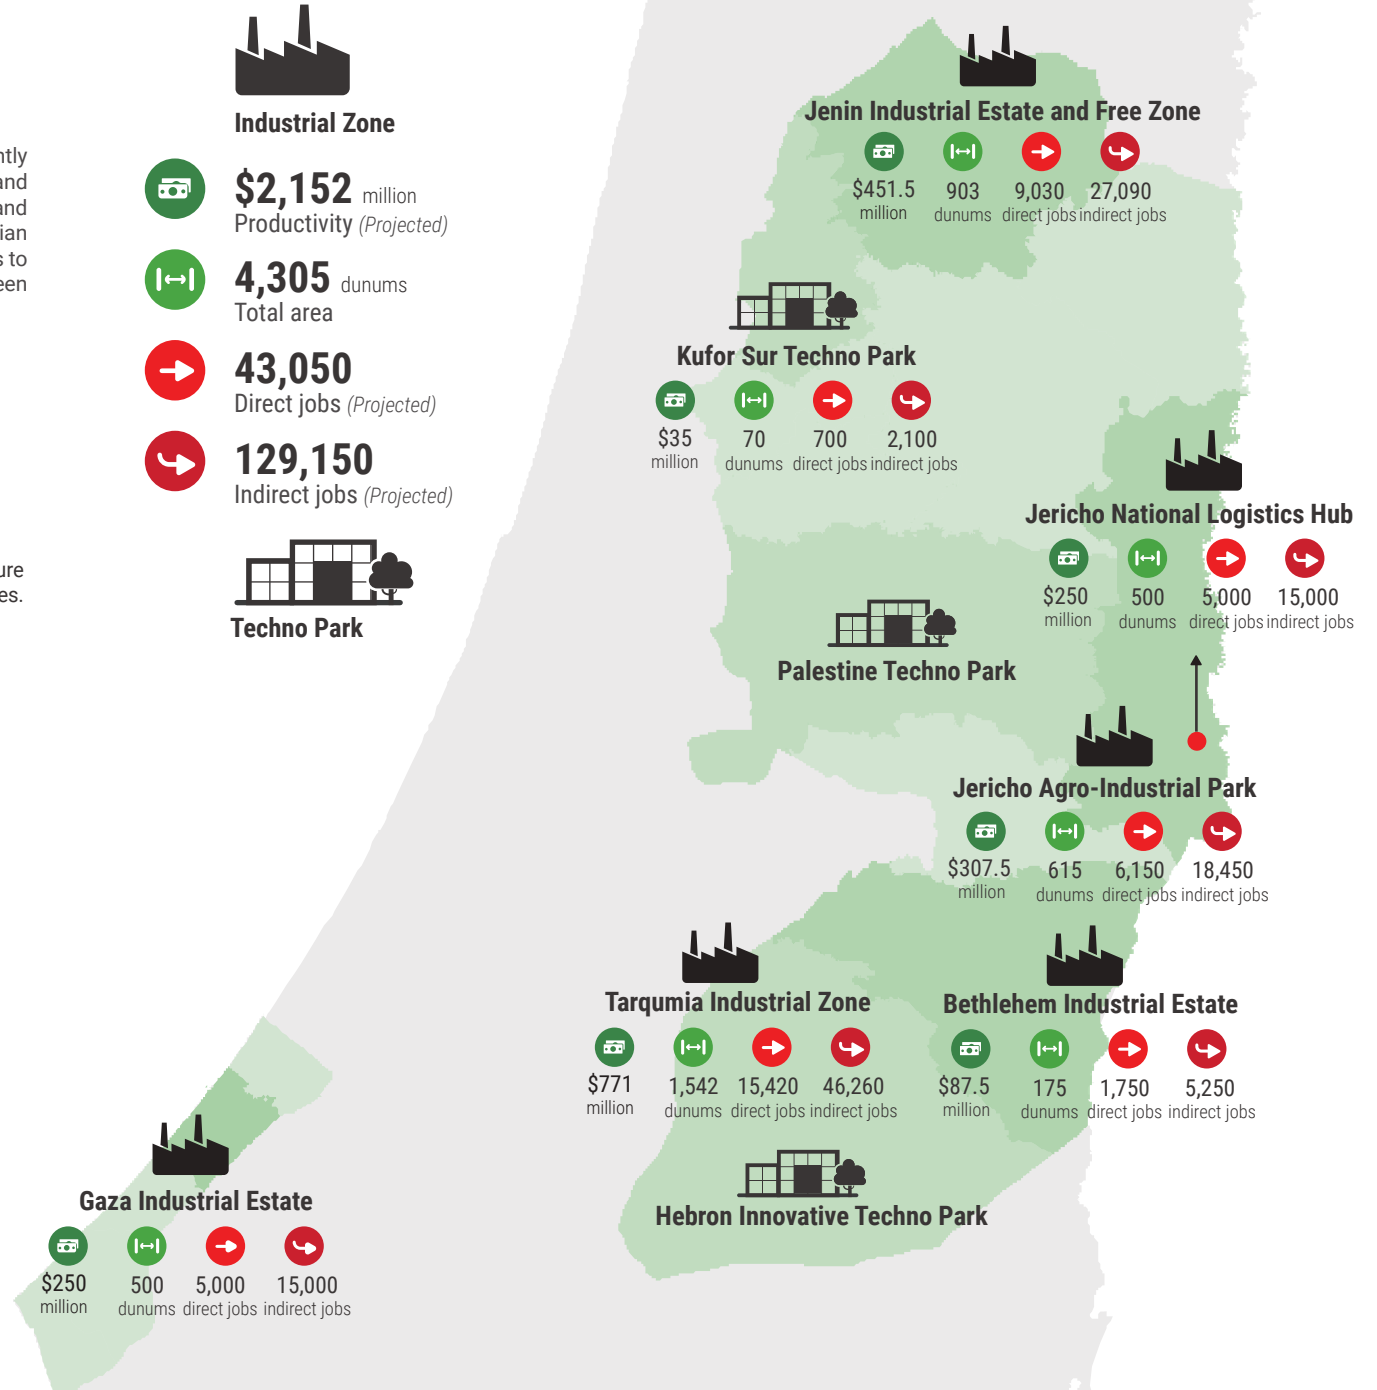 Industrial Zone
$2,152 million
Productivity (Projected)
4,305 dunums
Total area
43,050
Direct jobs (Projected)
129,150
Indirect jobs (Projected)
Techno Park
and
and
s to
es.
Jenin Industrial Estate and Free Zone
$451.5 903 9,030 27,090
million dunums direct jobs indirect jobs
Kufor Sur Techno Park
$35 70 700 2,100
million dunums direct jobs indirect jobs
Jericho National Logistics Hub
$250 500 5,000 15,000
million dunums direct jobs indirect jobs
Palestine Techno Park
Jericho Agro-Industrial Park
$307.5 615 6,150 18,450
million dunums direct jobs indirect jobs
Tarqumia Industrial Zone
$771 1,542 15,420 46,260
million dunums direct jobs indirect jobs
Bethlehem Industrial Estate
$87.5 175 1,750 5,250
million dunums direct jobs indirect jobs
Hebron Innovative Techno Park
Gaza Industrial Estate
$250 500 5,000 15,000
million dunums direct jobs indirect jobs